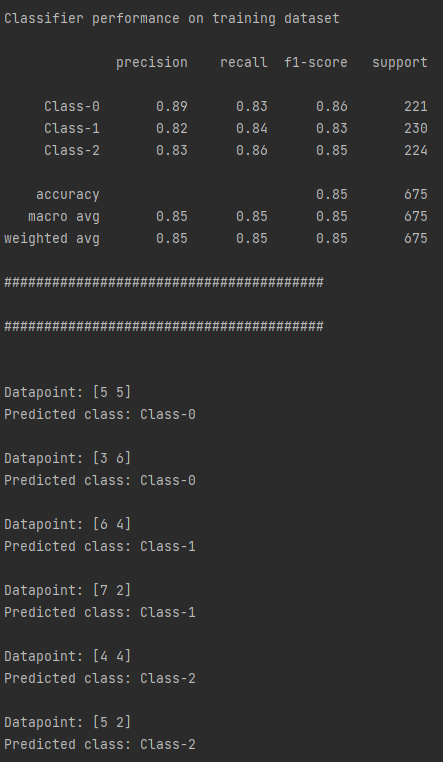 Classifier performance on training dataset
precision recall f1-score support
Class-0 0.89 0.83 0.86 221
Class-1 0.82 0.84 0.83 230
Class-2 0.83 0.86 0.85 224
accuracy 0.85 675
macro avg 0.85 0.85 0.85 675
weighted avg 0.85 0.85 0.85 675
########################################
########################################
Datapoint: [5 5]
Predicted class: Class-0
Datapoint: [3 6]
Predicted class: Class-0
Datapoint: [6 4]
Predicted class: Class-1
Datapoint: [7 2]
Predicted class: Class-1
Datapoint: [4 4]
Predicted class: Class-2
Datapoint: [5 2]
Predicted class: Class-2